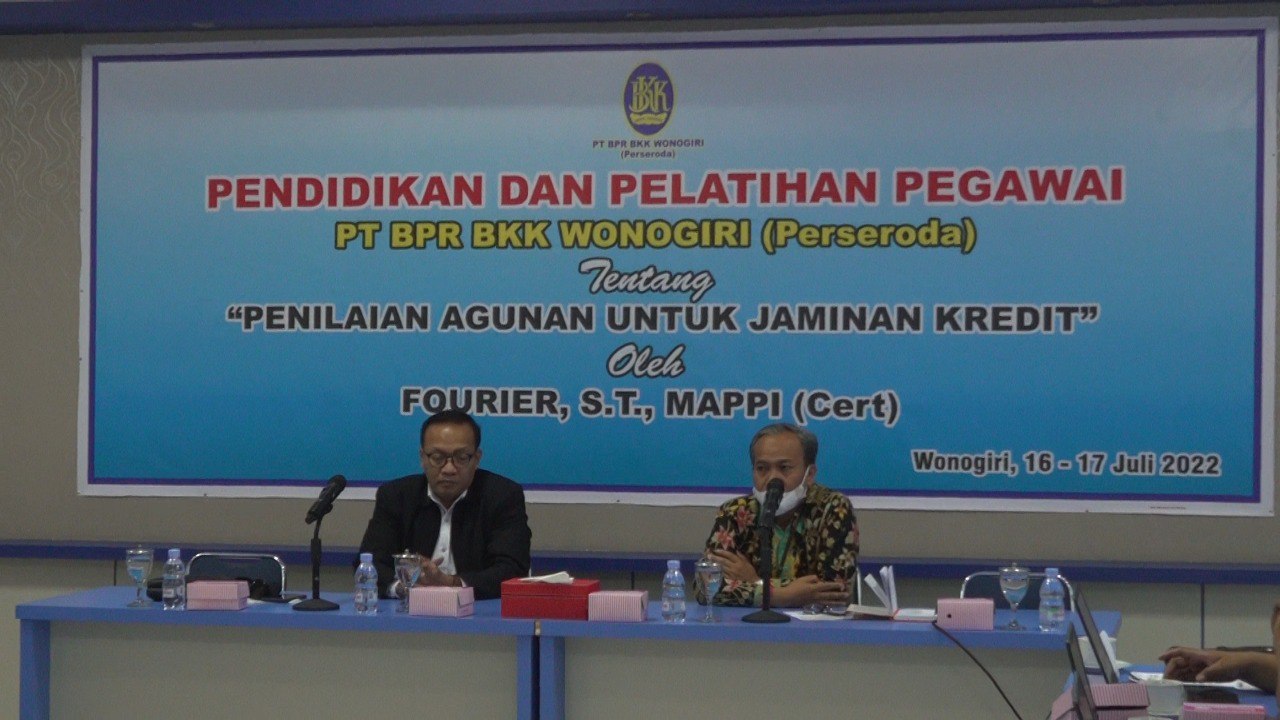 BKK
PT BPR BKK WONOGIRI
(Perseroda)
PENDIDIKAN DAN PELATIHAN PEGAWAI
PT BPR BKK WONOGIRI (Perseroda)
Tentang
“PENILAIAN AGUNAN UNTUK JAMINAN KREDIT”
Oleh
FOURIER, S.T., MAPPI (Cert)
Wonogiri, 16 - 17 Juli 2022